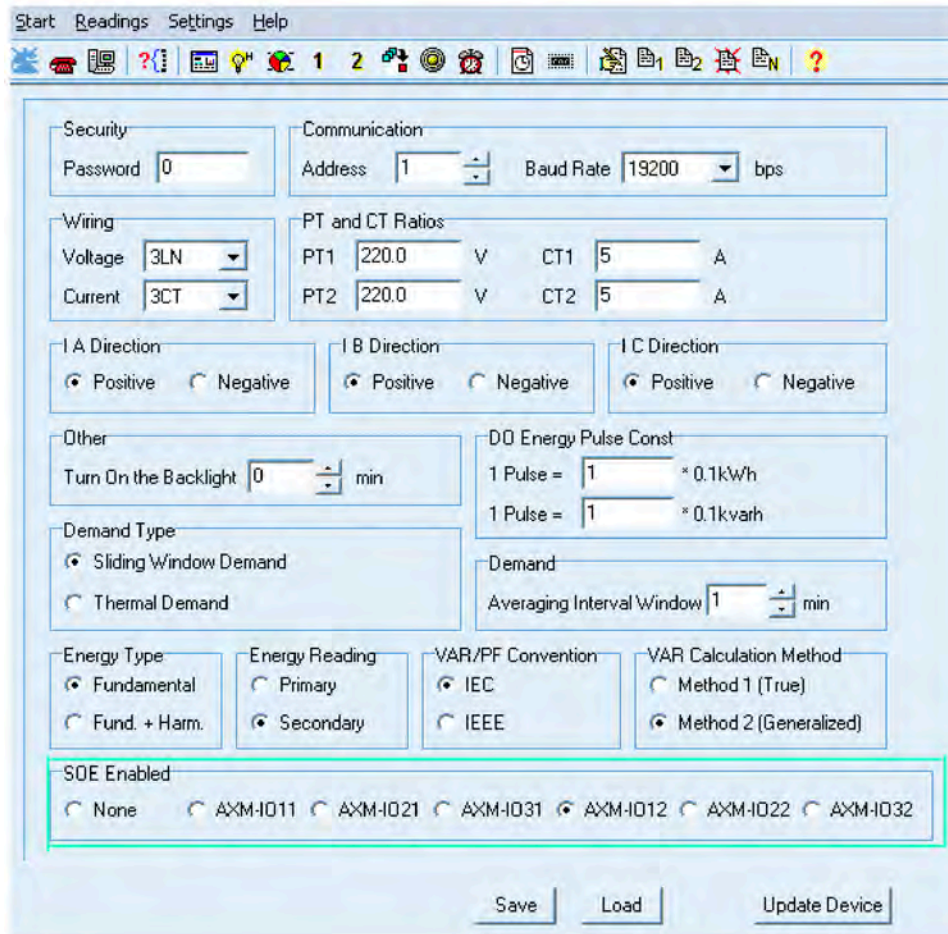 Start Readings Settings Help
?{} H 1 2 1 2 N ?
Security
Password 0
Communication
Address 1 Baud Rate 19200 bps
Wiring
Voltage 3LN
Current 3CT
PT and CT Ratios
PT1 220.0 V CT1 5 A
PT2 220.0 V CT2 5 A
I A Direction
Positive Negative
I B Direction
Positive Negative
I C Direction
Positive Negative
Other
Turn On the Backlight 0 min
DO Energy Pulse Const
1 Pulse = 1 * 0.1kWh
1 Pulse = 1 * 0.1kvarh
Demand Type
Sliding Window Demand
Thermal Demand
Demand
Averaging Interval Window 1 min
Energy Type
Fundamental
Fund. + Harm.
Energy Reading
Primary
Secondary
VAR/PF Convention
IEC
IEEE
VAR Calculation Method
Method 1 (True)
Method 2 (Generalized)
SOE Enabled
None AXM-IO11 AXM-IO21 AXM-IO31 AXM-IO12 AXM-IO22 AXM-IO32
Save Load Update Device